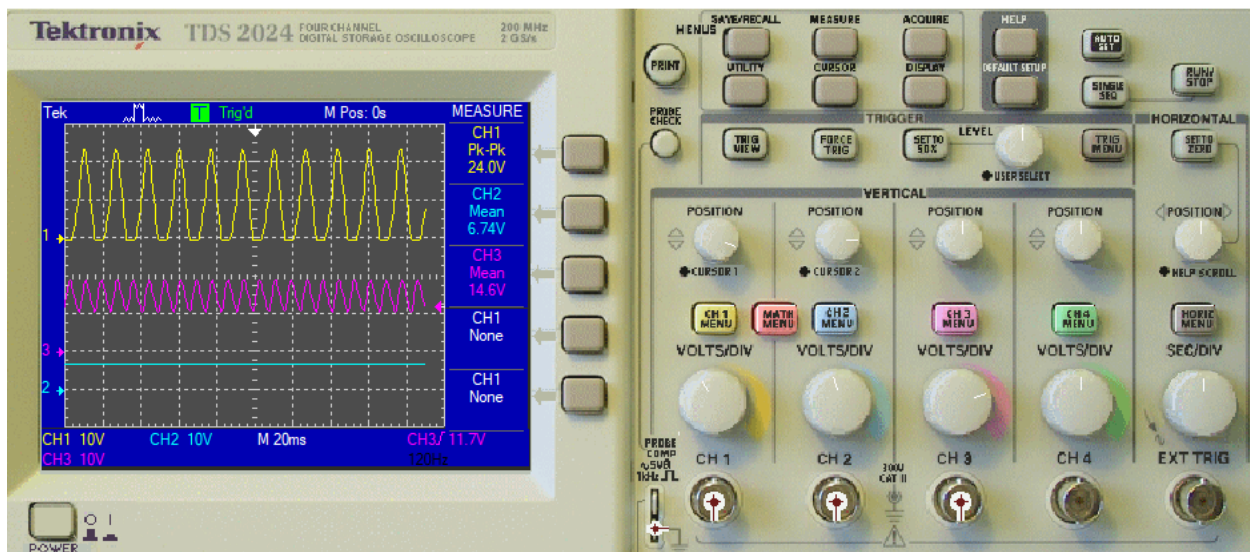 Tektronix TDS 2024 FOUR CHANNEL 200 MHz
DIGITAL STORAGE OSCILLOSCOPE 2 GS/s
Tek T Trig'd M Pos: 0s MEASURE
CH1
Pk-Pk
24.0V
CH2
Mean
6.74V
CH3
Mean
14.6V
CH1
None
CH1
None
1
3
2
CH1 10V CH2 10V M 20ms CH3/ 11.7V
CH3 10V 120Hz
POWER
MENUS
SAVE/RECALL MEASURE ACQUIRE HELP
PRINT
AUTO
SET
UTILITY CURSOR DISPLAY DEFAULT SETUP
SINGLE
SEQ
RUN/
STOP
PROBE
CHECK
TRIGGER
HORIZONTAL
TRIG
VIEW
FORCE
TRIG
SET TO
50%
LEVEL
TRIG
MENU
SET TO
ZERO
USER SELECT
VERTICAL
POSITION POSITION POSITION POSITION POSITION
CURSOR 1 CURSOR 2 HELP SCROLL
CH 1
MENU
MATH
MENU
CH 2
MENU
CH 3
MENU
CH 4
MENU
HORIZ
MENU
VOLTS/DIV VOLTS/DIV VOLTS/DIV VOLTS/DIV SEC/DIV
PROBE
COMP
~5V@
1kHz
CH 1 CH 2 CH 3 CH 4 EXT TRIG
300V
CAT II